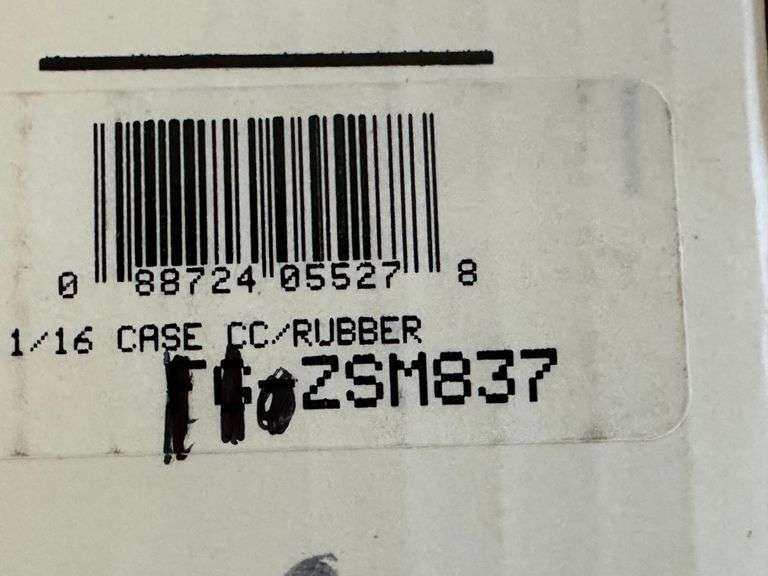 0 88724 05527 8
1/16 CASE CC/RUBBER
ZSM837